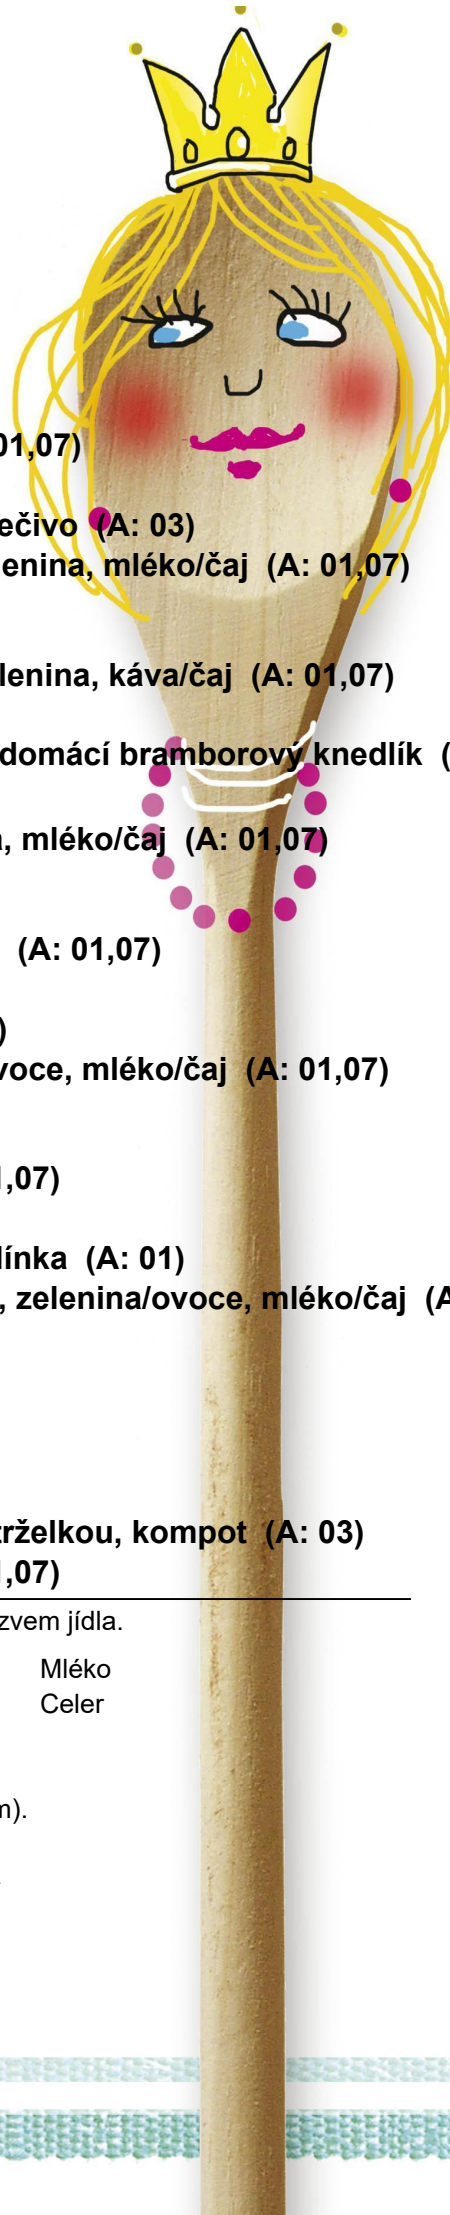 01,07)
ečivo (A: 03)
enina, mléko/čaj (A: 01,07)
lenina, káva/čaj (A: 01,07)
domácí bramborový knedlík (
, mléko/čaj (A: 01,07)
(A: 01,07)
)
voce, mléko/čaj (A: 01,07)
,07)
línka (A: 01)
, zelenina/ovoce, mléko/čaj (A
trželkou, kompot (A: 03)
,07)
zvem jídla.
Mléko
Celer
m).